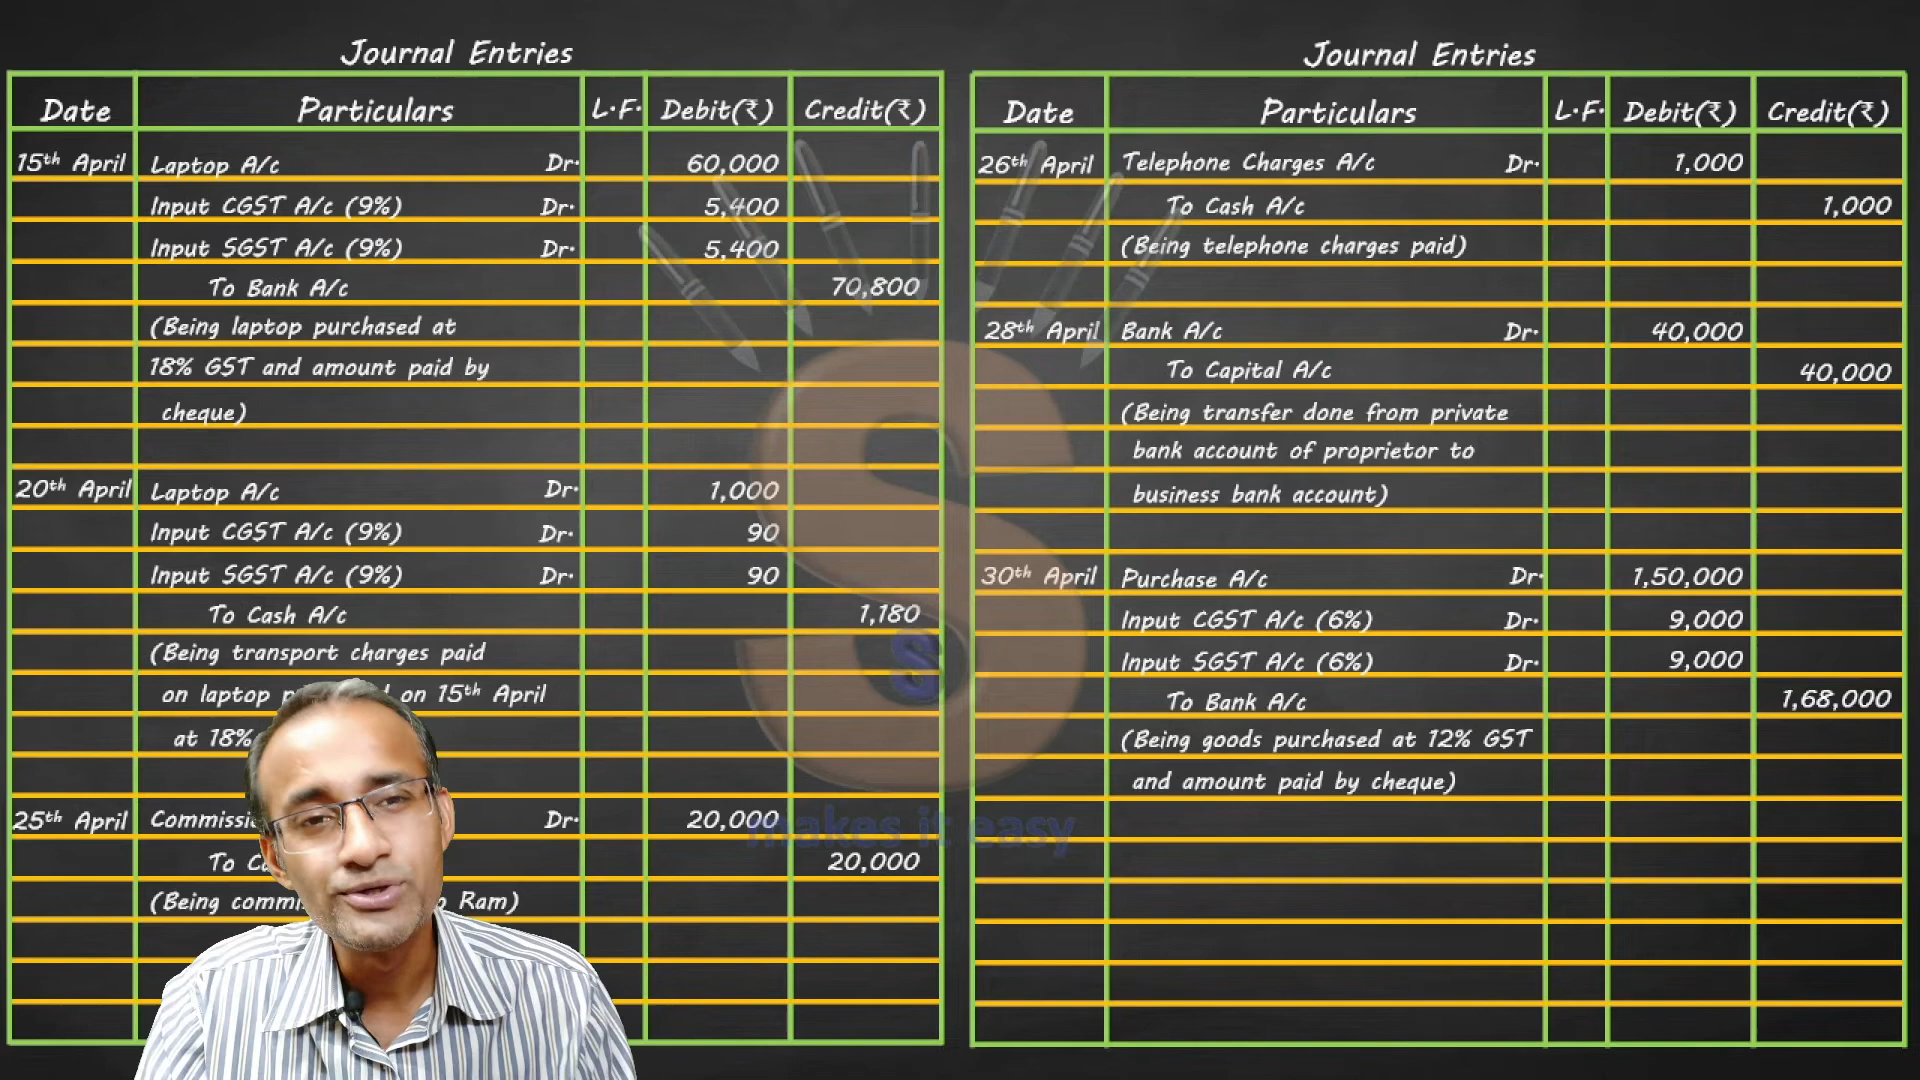 Journal Entries
Date Particulars L.F. Debit(₹) Credit(₹)
15th April Laptop A/c Dr. 60,000
Input CGST A/c (9%) Dr. 5,400
Input SGST A/c (9%) Dr. 5,400
To Bank A/c 70,800
(Being laptop purchased at
18% GST and amount paid by
cheque)
20th April Laptop A/c Dr. 1,000
Input CGST A/c (9%) Dr. 90
Input SGST A/c (9%) Dr. 90
To Cash A/c 1,180
(Being transport charges paid
on laptop on 15th April
at 18%
25th April Dr. 20,000
To 20,000
(Being Ram)
Journal Entries
Date Particulars L.F. Debit(₹) Credit(₹)
26th April Telephone Charges A/c Dr. 1,000
To Cash A/c 1,000
(Being telephone charges paid)
28th April Bank A/c Dr. 40,000
To Capital A/c 40,000
(Being transfer done from private
bank account of proprietor to
business bank account)
30th April Purchase A/c Dr. 1,50,000
Input CGST A/c (6%) Dr. 9,000
Input SGST A/c (6%) Dr. 9,000
To Bank A/c 1,68,000
(Being goods purchased at 12% GST
and amount paid by cheque)
S
S
makes it easy